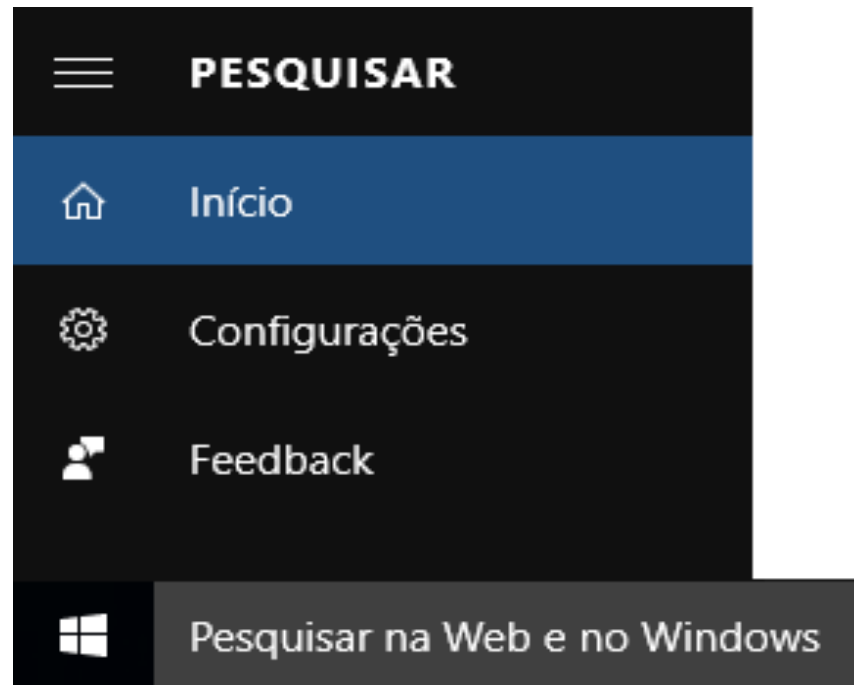 PESQUISAR
Início
Configurações
Feedback
Pesquisar na Web e no Windows